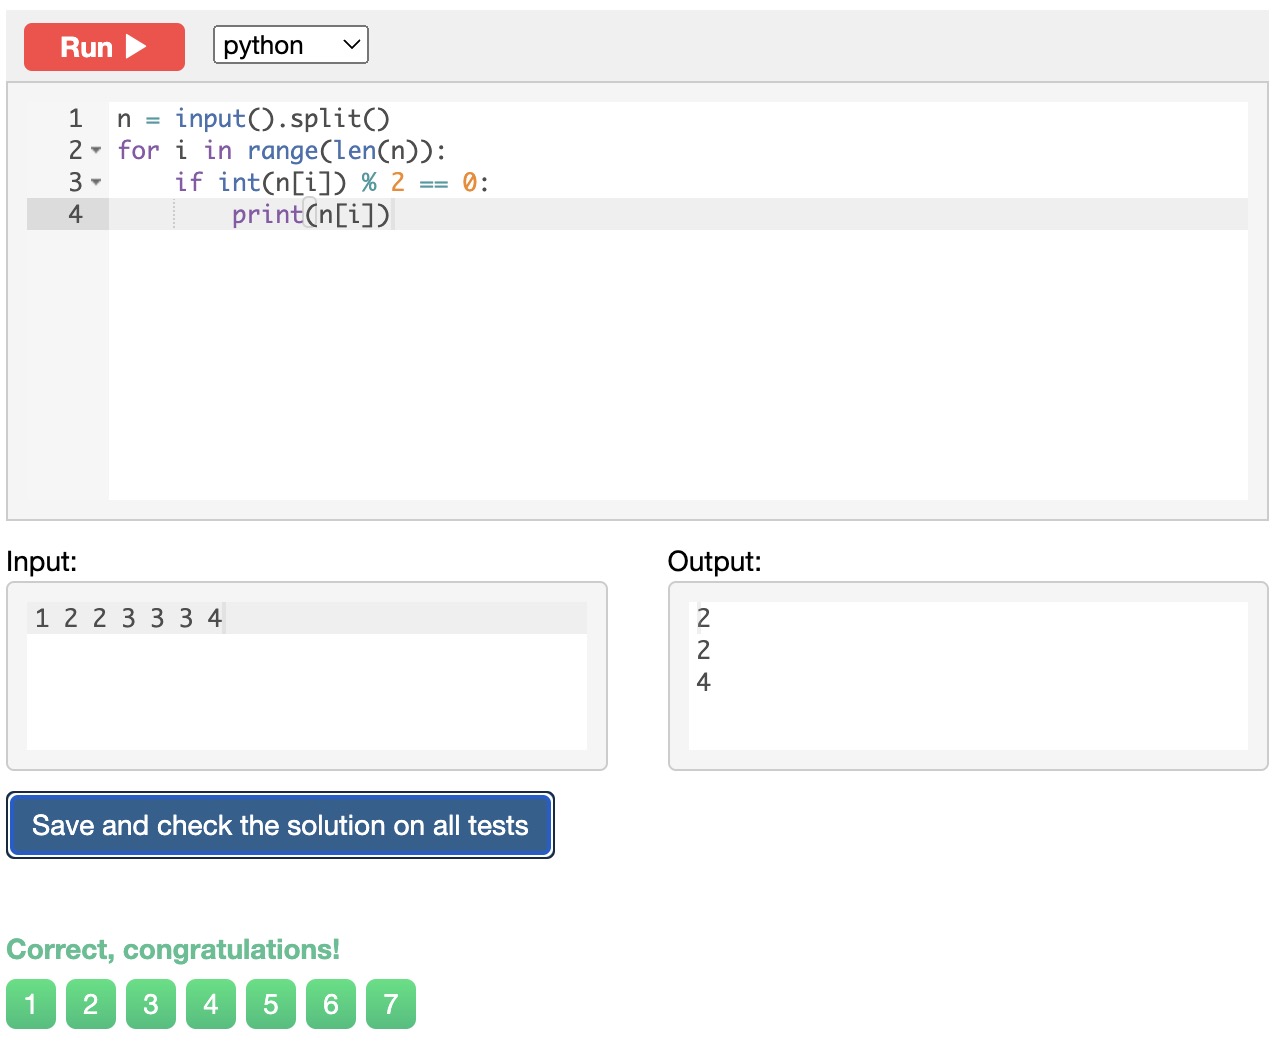 Run
python
1 n = input().split()
2 for i in range(len(n)):
3     if int(n[i]) % 2 == 0:
4         print(n[i])
Input:
1 2 2 3 3 3 4
Output:
2
2
4
Save and check the solution on all tests
Correct, congratulations!
1 2 3 4 5 6 7